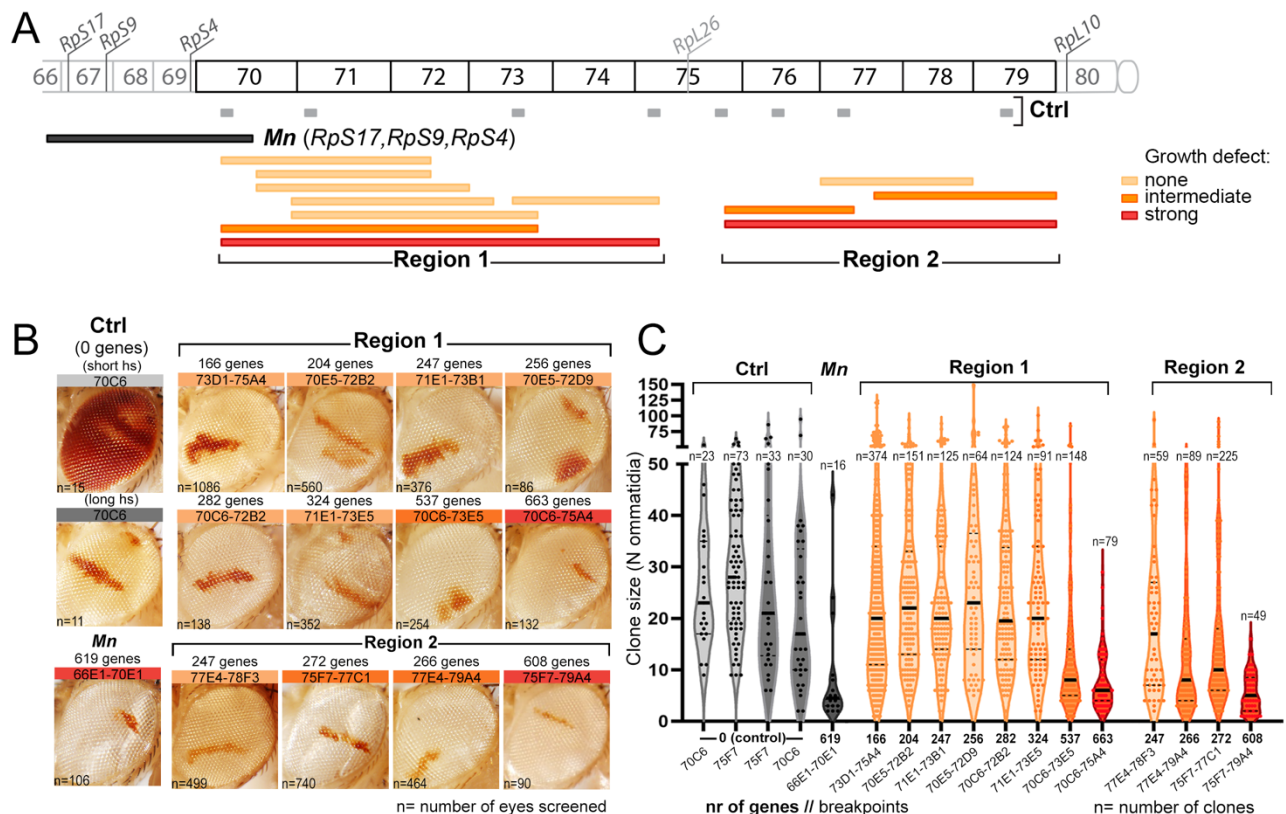 A
RpS17 RpS9 RpS4 RpL26 RpL10
66 67 68 69 70 71 72 73 74 75 76 77 78 79 80
Ctrl
Mn (RpS17,RpS9,RpS4)
Growth defect:
none
intermediate
strong
Region 1 Region 2
B
Ctrl
(0 genes)
(short hs)
70C6
n=15
Region 1
166 genes 204 genes 247 genes 256 genes
73D1-75A4 70E5-72B2 71E1-73B1 70E5-72D9
n=1086 n=560 n=376 n=86
(long hs)
70C6
n=11
282 genes 324 genes 537 genes 663 genes
70C6-72B2 71E1-73E5 70C6-73E5 70C6-75A4
n=138 n=352 n=254 n=132
Mn
619 genes
66E1-70E1
n=106
Region 2
247 genes 272 genes 266 genes 608 genes
77E4-78F3 75F7-77C1 77E4-79A4 75F7-79A4
n=499 n=740 n=464 n=90
n= number of eyes screened
C
Ctrl Mn Region 1 Region 2
Clone size (N ommatidia)
150
125
100
75
50
40
30
20
10
0
n=23 n=73 n=33 n=30 n=16 n=374 n=151 n=125 n=64 n=124 n=91 n=148 n=79 n=59 n=89 n=225 n=49
0 (control) 619 166 204 247 256 282 324 537 663 247 266 272 608
70C6 75F7 75F7 70C6 66E1-70E1 73D1-75A4 70E5-72B2 71E1-73B1 70E5-72D9 70C6-72B2 71E1-73E5 70C6-73E5 70C6-75A4 77E4-78F3 77E4-79A4 75F7-77C1 75F7-79A4
nr of genes // breakpoints
n= number of clones